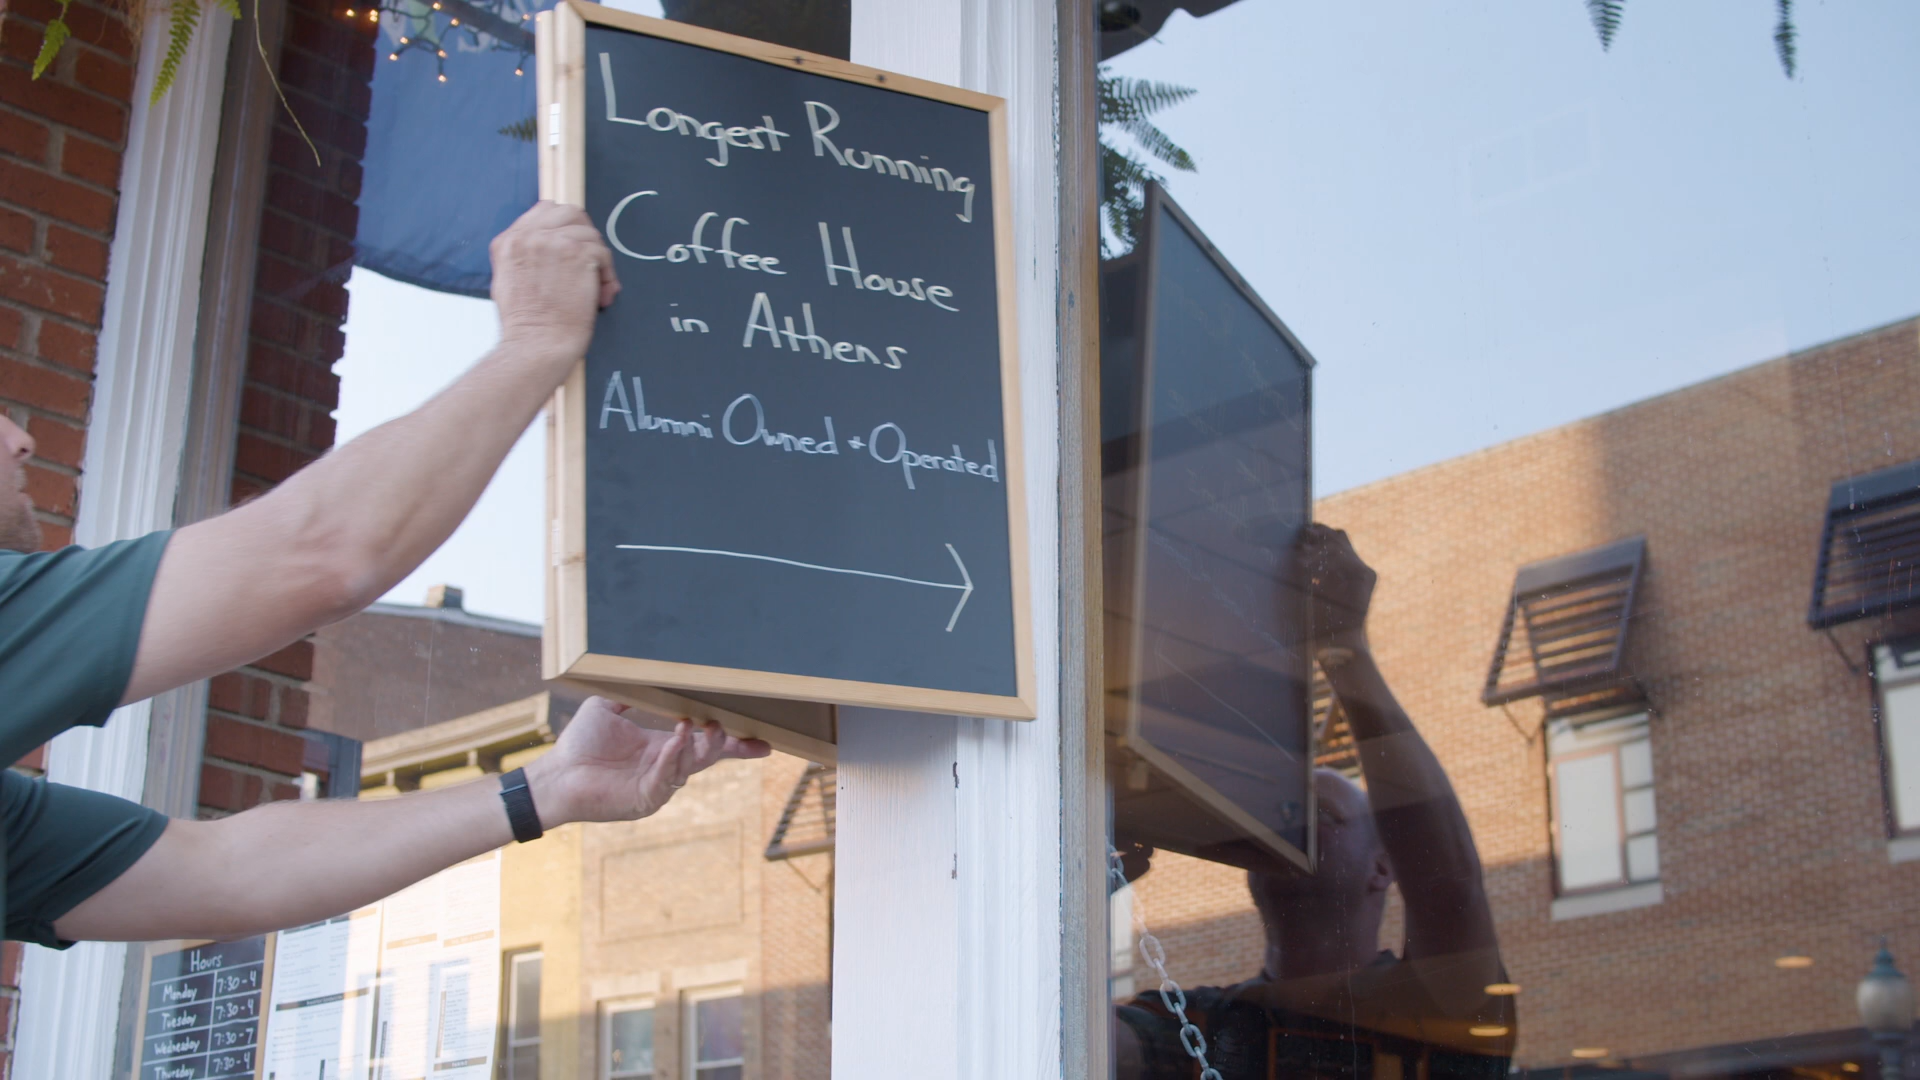 Longest Running
Coffee House
in Athens
Alumni Owned + Operated
Hours
Monday 7:30-4
Tuesday 7:30-4
Wednesday 7:30-7
Thursday 7:30-4